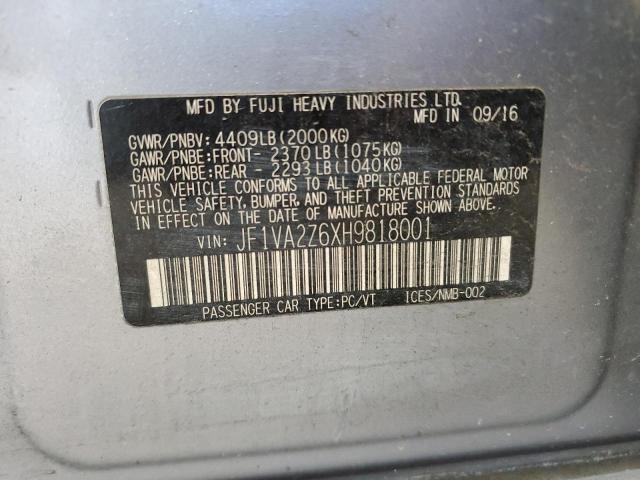 MFD BY FUJI HEAVY INDUSTRIES LTD.
MFD IN 09/16
GVWR/PNBV: 4409LB(2000KG)
GAWR/PNBE:FRONT- 2370LB(1075KG)
GAWR/PNBE:REAR - 2293LB(1040KG)
THIS VEHICLE CONFORMS TO ALL APPLICABLE FEDERAL MOTOR
VEHICLE SAFETY, BUMPER, AND THEFT PREVENTION STANDARDS
IN EFFECT ON THE DATE OF MANUFACTURE SHOWN ABOVE.
VIN: JF1VA2Z6XH9818001
PASSENGER CAR TYPE:PC/VT ICES/NMB-002